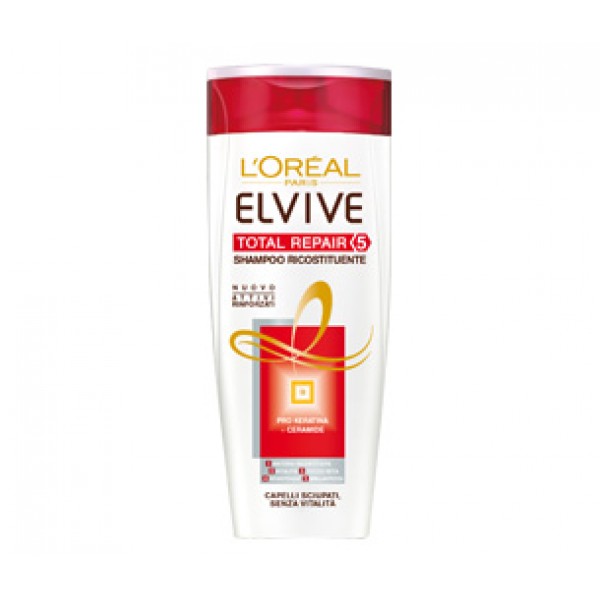 L'ORÉAL
PARIS
ELVIVE
TOTAL REPAIR 5
SHAMPOO RICOSTITUENTE
NUOVO
ATTIVI
RINFORZATI
PRO KERATINA
+ CERAMIDE
CAPELLI SCIUPATI,
SENZA VITALITÀ